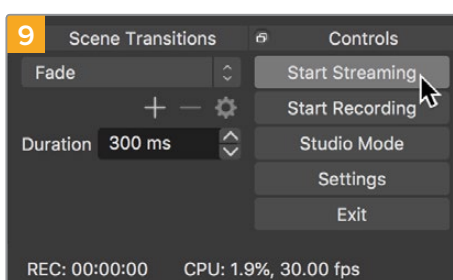 9
Scene Transitions
Controls
Fade
Start Streaming
Start Recording
Duration 300 ms
Studio Mode
Settings
Exit
REC: 00:00:00 CPU: 1.9%, 30.00 fps